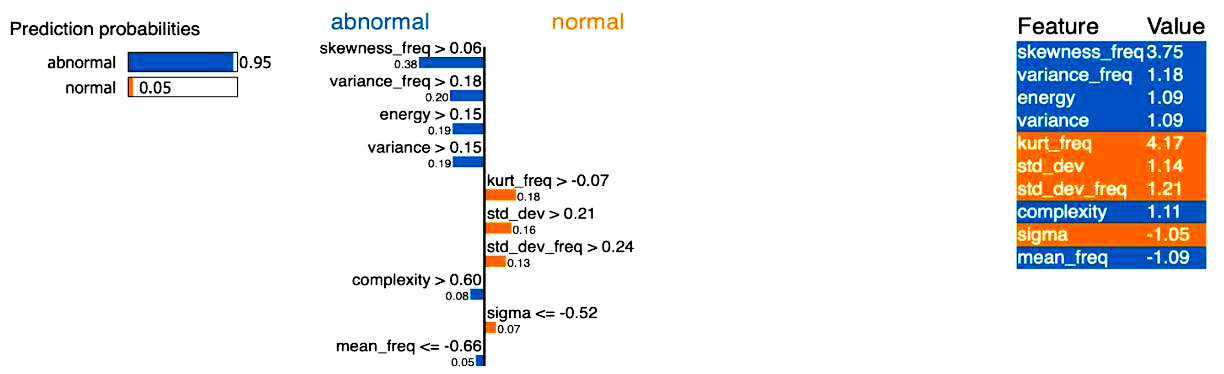 Prediction probabilities
abnormal 0.95
normal 0.05
abnormal normal
skewness_freq > 0.06
0.38
variance_freq > 0.18
0.20
energy > 0.15
0.19
variance > 0.15
0.19
kurt_freq > -0.07
0.18
std_dev > 0.21
0.16
std_dev_freq > 0.24
0.13
complexity > 0.60
0.08
sigma <= -0.52
0.07
mean_freq <= -0.66
0.05
Feature Value
skewness_freq 3.75
variance_freq 1.18
energy 1.09
variance 1.09
kurt_freq 4.17
std_dev 1.14
std_dev_freq 1.21
complexity 1.11
sigma -1.05
mean_freq -1.09